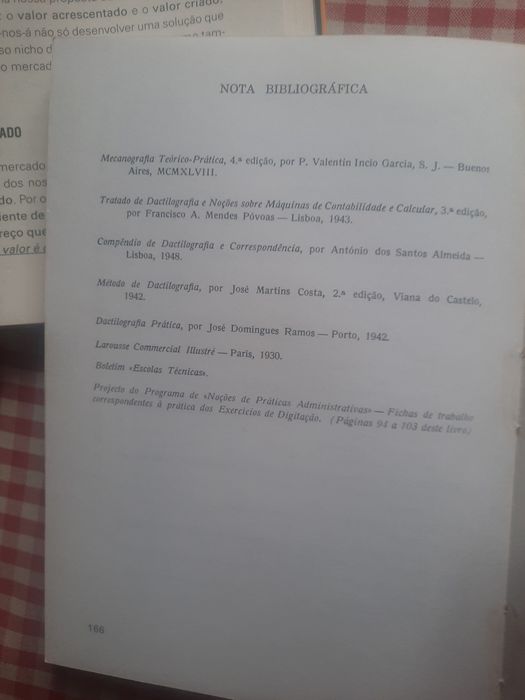 o valor acrescentado e o valor criado,
-nos-á não só desenvolver uma solução que
so nicho d
o mercad
ADO
mercado
dos nos
do. Por o
iente de
reço que
valor é
NOTA BIBLIOGRÁFICA
Mecanografia Teórico-Prática, 4.ª edição, por P. Valentin Incio Garcia, S. J. — Buenos
Aires, MCMXLVIII.
Tratado de Dactilografia e Noções sobre Máquinas de Contabilidade e Calcular, 3.ª edição,
por Francisco A. Mendes Póvoas — Lisboa, 1943.
Compêndio de Dactilografia e Correspondência, por António dos Santos Almeida —
Lisboa, 1948.
Método de Dactilografia, por José Martins Costa, 2.ª edição, Viana do Castelo,
1942.
Dactilografia Prática, por José Domingues Ramos — Porto, 1942.
Larousse Commercial Illustré — Paris, 1930.
Boletim «Escolas Técnicas».
Projecto do Programa de «Noções de Práticas Administrativas» — Fichas de trabalho
correspondentes à prática dos Exercícios de Digitação. (Páginas 94 a 103 deste livro)
166